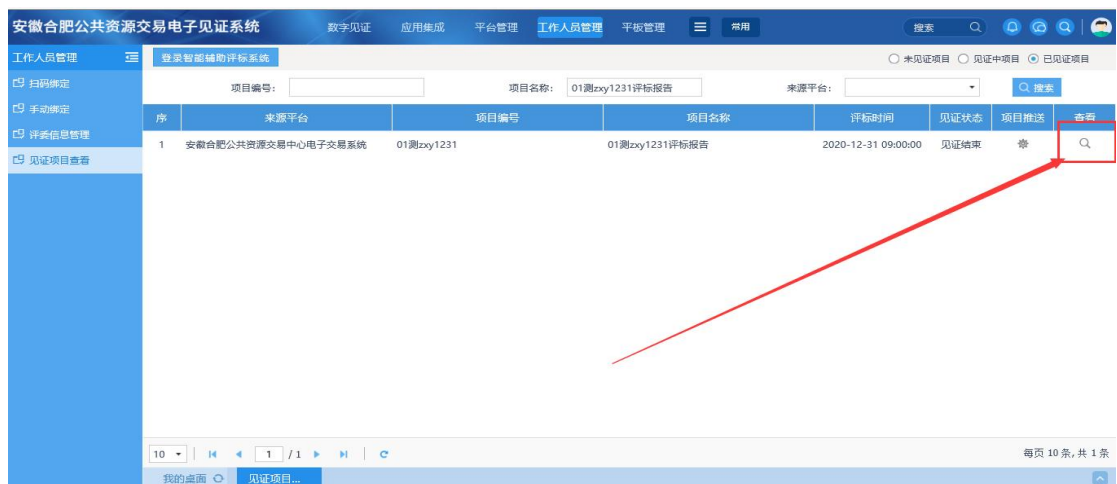 安徽合肥公共资源交易电子见证系统 数字见证 应用集成 平台管理 工作人员管理 平板管理 常用 搜索
工作人员管理 登录智能辅助评标系统 未见证项目 见证中项目 已见证项目
扫码绑定 项目编号: 项目名称: 01测zxy1231评标报告 来源平台: 搜索
手动绑定 序 来源平台 项目编号 项目名称 评标时间 见证状态 项目推送 查看
评委信息管理
见证项目查看 1 安徽合肥公共资源交易中心电子交易系统 01测zxy1231 01测zxy1231评标报告 2020-12-31 09:00:00 见证结束
10 1 / 1 每页 10 条, 共 1 条
我的桌面 见证项目...